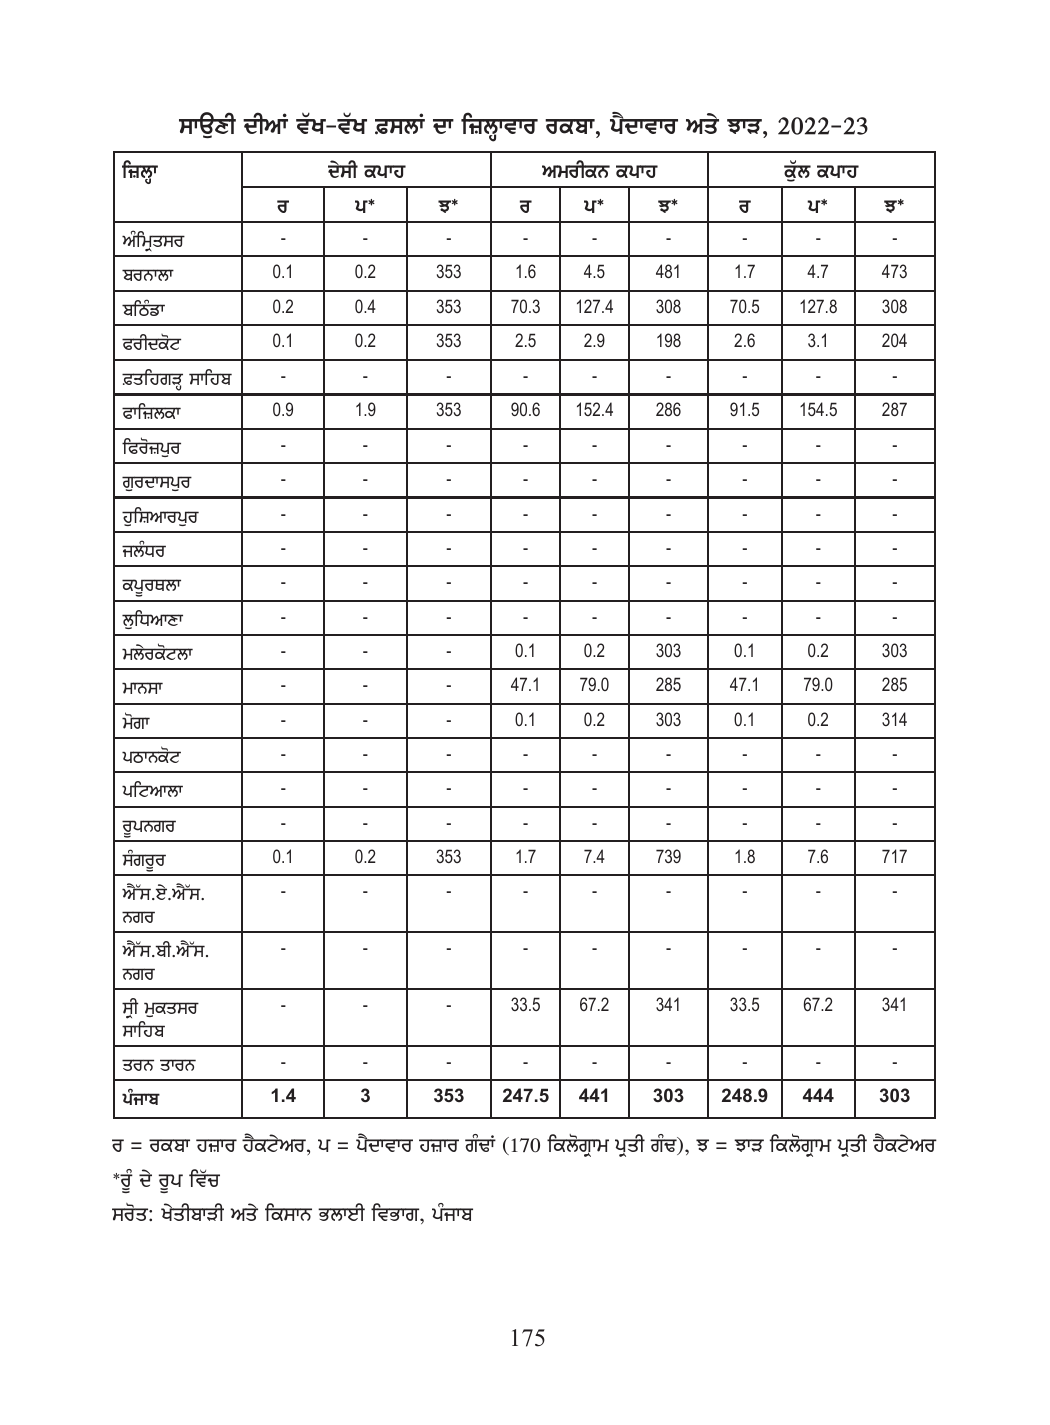 ਸਾਉਣੀ ਦੀਆਂ ਵੱਖ-ਵੱਖ ਫ਼ਸਲਾਂ ਦਾ ਜ਼ਿਲ੍ਹਾਵਾਰ ਰਕਬਾ, ਪੈਦਾਵਾਰ ਅਤੇ ਝਾੜ, 2022-23
ਜ਼ਿਲ੍ਹਾ ਦੇਸੀ ਕਪਾਹ ਅਮਰੀਕਨ ਕਪਾਹ ਕੁੱਲ ਕਪਾਹ
ਰ ਪ* ਝ* ਰ ਪ* ਝ* ਰ ਪ* ਝ*
ਅੰਮ੍ਰਿਤਸਰ - - - - - - - - -
ਬਰਨਾਲਾ 0.1 0.2 353 1.6 4.5 481 1.7 4.7 473
ਬਠਿੰਡਾ 0.2 0.4 353 70.3 127.4 308 70.5 127.8 308
ਫਰੀਦਕੋਟ 0.1 0.2 353 2.5 2.9 198 2.6 3.1 204
ਫ਼ਤਹਿਗੜ੍ਹ ਸਾਹਿਬ - - - - - - - - -
ਫਾਜ਼ਿਲਕਾ 0.9 1.9 353 90.6 152.4 286 91.5 154.5 287
ਫਿਰੋਜ਼ਪੁਰ - - - - - - - - -
ਗੁਰਦਾਸਪੁਰ - - - - - - - - -
ਹੁਸ਼ਿਆਰਪੁਰ - - - - - - - - -
ਜਲੰਧਰ - - - - - - - - -
ਕਪੂਰਥਲਾ - - - - - - - - -
ਲੁਧਿਆਣਾ - - - - - - - - -
ਮਲੇਰਕੋਟਲਾ - - - 0.1 0.2 303 0.1 0.2 303
ਮਾਨਸਾ - - - 47.1 79.0 285 47.1 79.0 285
ਮੋਗਾ - - - 0.1 0.2 303 0.1 0.2 314
ਪਠਾਨਕੋਟ - - - - - - - - -
ਪਟਿਆਲਾ - - - - - - - - -
ਰੂਪਨਗਰ - - - - - - - - -
ਸੰਗਰੂਰ 0.1 0.2 353 1.7 7.4 739 1.8 7.6 717
ਐੱਸ.ਏ.ਐੱਸ. - - - - - - - - -
ਨਗਰ
ਐੱਸ.ਬੀ.ਐੱਸ. - - - - - - - - -
ਨਗਰ
ਸ੍ਰੀ ਮੁਕਤਸਰ - - - 33.5 67.2 341 33.5 67.2 341
ਸਾਹਿਬ
ਤਰਨ ਤਾਰਨ - - - - - - - - -
ਪੰਜਾਬ 1.4 3 353 247.5 441 303 248.9 444 303
ਰ = ਰਕਬਾ ਹਜ਼ਾਰ ਹੈਕਟੇਅਰ, ਪ = ਪੈਦਾਵਾਰ ਹਜ਼ਾਰ ਗੰਢਾਂ (170 ਕਿਲੋਗ੍ਰਾਮ ਪ੍ਰਤੀ ਗੰਢ), ਝ = ਝਾੜ ਕਿਲੋਗ੍ਰਾਮ ਪ੍ਰਤੀ ਹੈਕਟੇਅਰ
*ਰੂੰ ਦੇ ਰੂਪ ਵਿੱਚ
ਸਰੋਤ: ਖੇਤੀਬਾੜੀ ਅਤੇ ਕਿਸਾਨ ਭਲਾਈ ਵਿਭਾਗ, ਪੰਜਾਬ
175